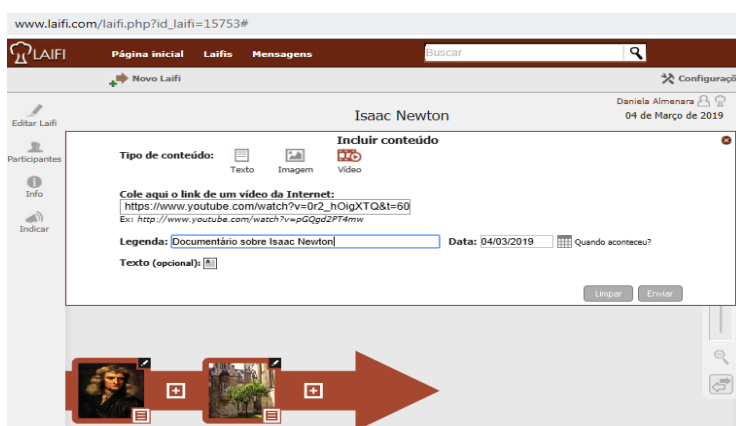 www.laifi.com/laifi.php?id_laifi=15753#
LAIFI
Página inicial Laifis Mensagens Buscar
Novo Laifi Configuraçõ
Daniela Almenara
Isaac Newton 04 de Março de 2019
Editar Laifi
Participantes
Info
Indicar
Incluir conteúdo
Tipo de conteúdo: Texto Imagem Vídeo
Cole aqui o link de um vídeo da Internet:
https://www.youtube.com/watch?v=0r2_hOigXTQ&t=60
Ex: http://www.youtube.com/watch?v=pGQgd2PT4mw
Legenda: Documentário sobre Isaac Newton Data: 04/03/2019 Quando aconteceu?
Texto (opcional):
Limpar Enviar